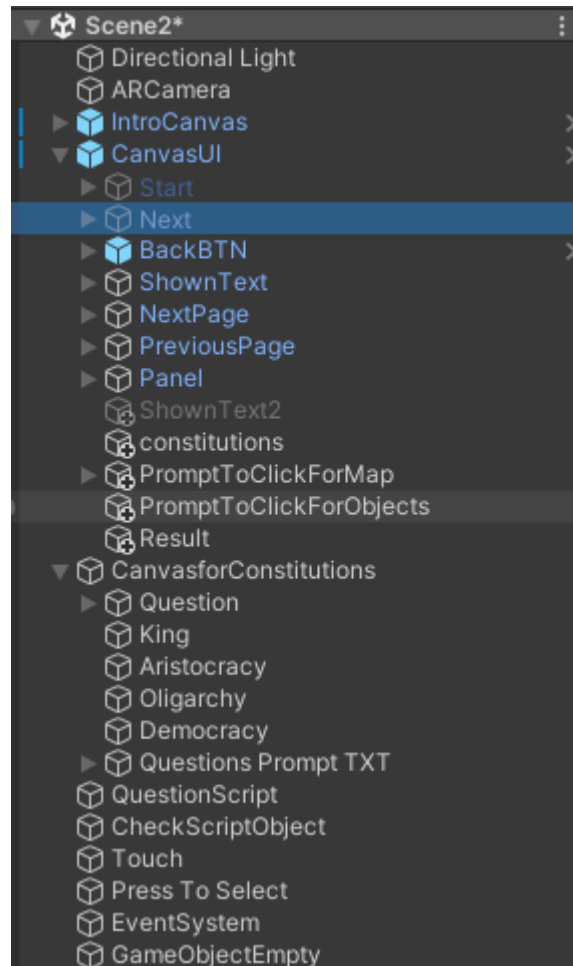 Scene2*
Directional Light
ARCamera
IntroCanvas
CanvasUI
Start
Next
BackBTN
ShownText
NextPage
PreviousPage
Panel
ShownText2
constitutions
PromptToClickForMap
PromptToClickForObjects
Result
CanvasforConstitutions
Question
King
Aristocracy
Oligarchy
Democracy
Questions Prompt TXT
QuestionScript
CheckScriptObject
Touch
Press To Select
EventSystem
GameObjectEmpty